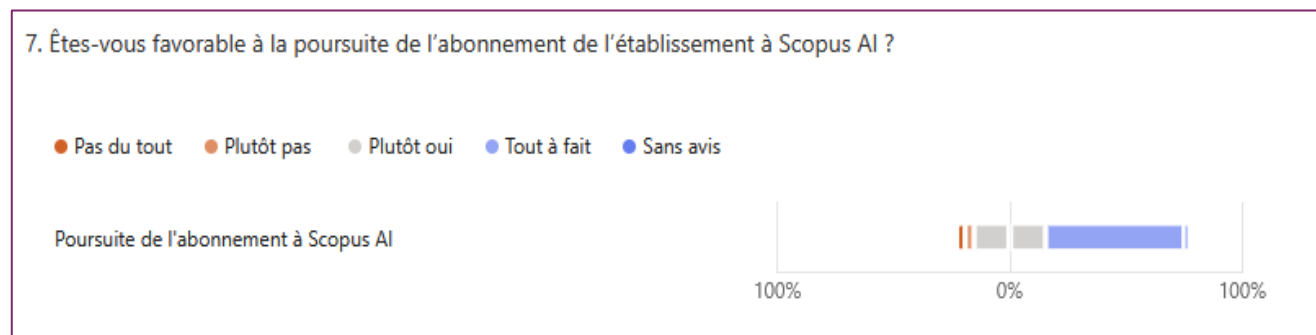 7. Êtes-vous favorable à la poursuite de l’abonnement de l’établissement à Scopus AI ?
Pas du tout Plutôt pas Plutôt oui Tout à fait Sans avis
Poursuite de l'abonnement à Scopus AI
100% 0% 100%